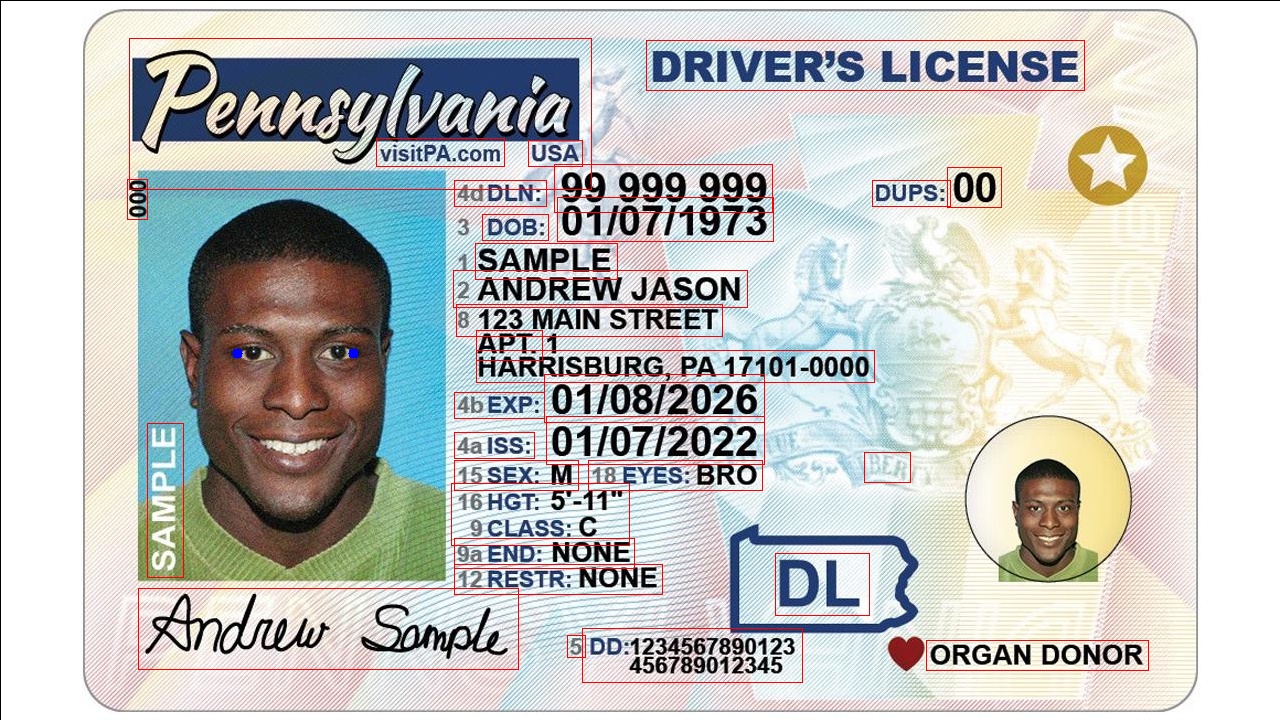 Pennsylvania
DRIVER'S LICENSE
visitPA.com USA
000
4d DLN: 99 999 999 DUPS: 00
3 DOB: 01/07/1973
1 SAMPLE
2 ANDREW JASON
8 123 MAIN STREET
APT. 1
HARRISBURG, PA 17101-0000
4b EXP: 01/08/2026
4a ISS: 01/07/2022
15 SEX: M 18 EYES: BRO
16 HGT: 5'-11"
9 CLASS: C
9a END: NONE
12 RESTR: NONE
SAMPLE
DL
Andrew Sample
5 DD:1234567890123
456789012345
ORGAN DONOR